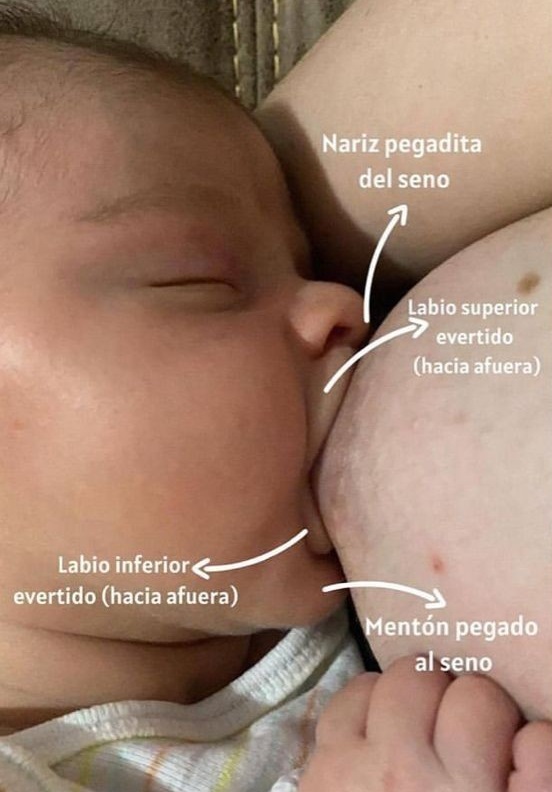 Nariz pegadita
del seno
Labio superior
evertido
(hacia afuera)
Labio inferior
evertido (hacia afuera)
Mentón pegado
al seno